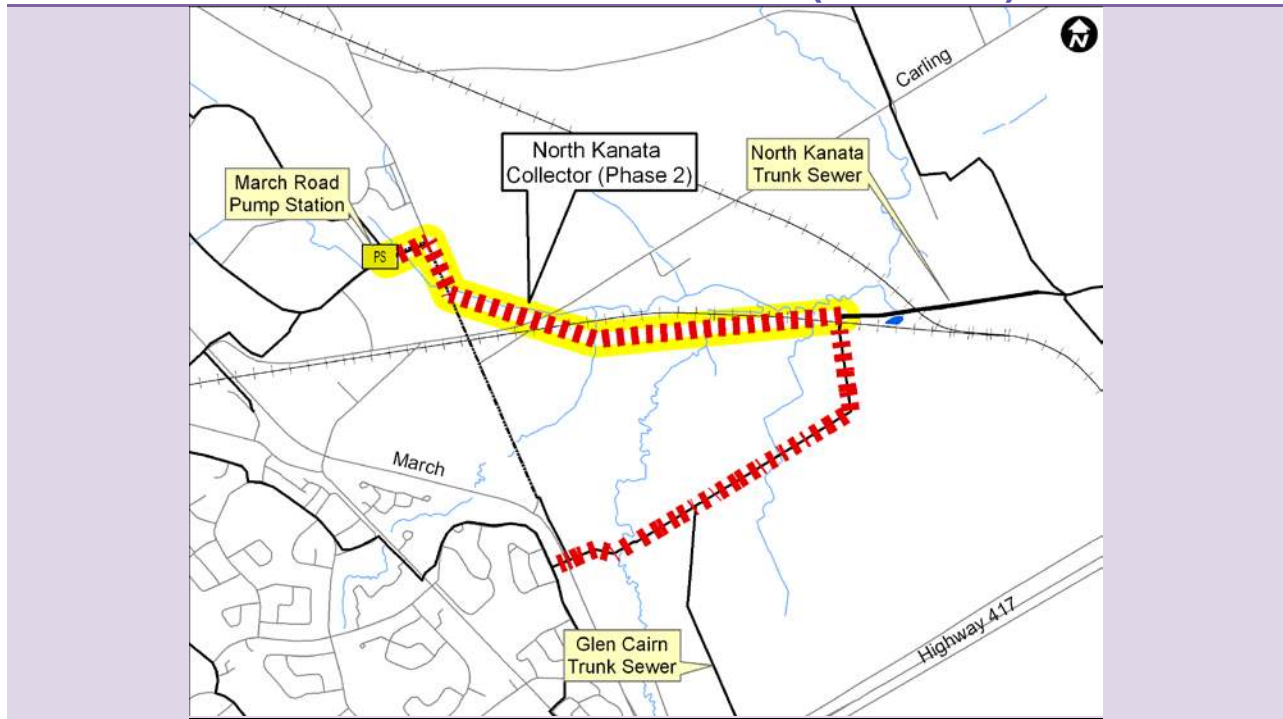 N
Carling
North Kanata
Collector (Phase 2)
North Kanata
Trunk Sewer
March Road
Pump Station
PS
March
Glen Cairn
Trunk Sewer
Highway 417